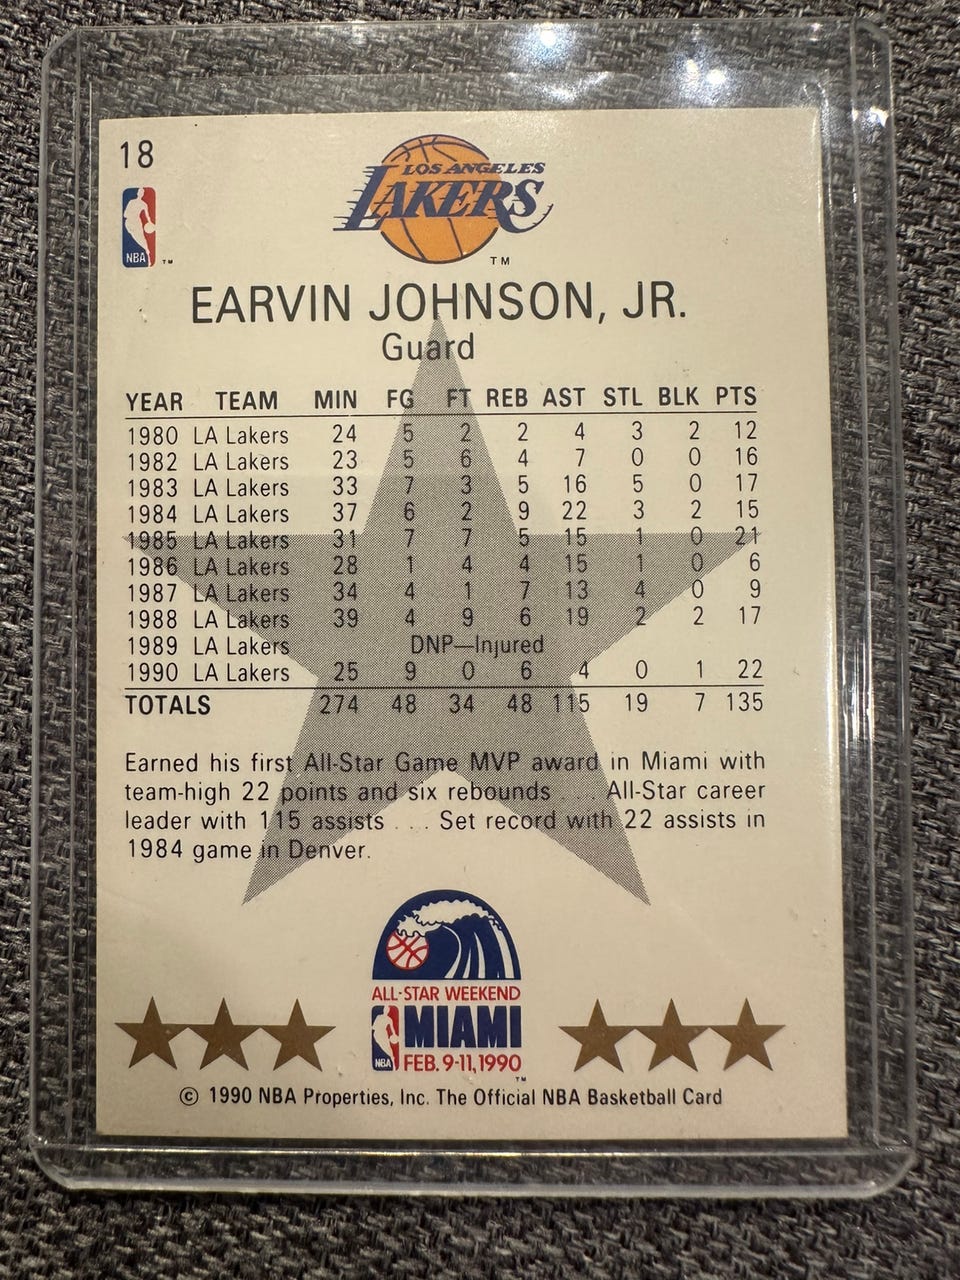 18
LOS ANGELES
LAKERS
NBA
TM
TM
EARVIN JOHNSON, JR.
Guard
YEAR TEAM MIN FG FT REB AST STL BLK PTS
1980 LA Lakers 24 5 2 2 4 3 2 12
1982 LA Lakers 23 5 6 4 7 0 0 16
1983 LA Lakers 33 7 3 5 16 5 0 17
1984 LA Lakers 37 6 2 9 22 3 2 15
1985 LA Lakers 31 7 7 5 15 1 0 21
1986 LA Lakers 28 1 4 4 15 1 0 6
1987 LA Lakers 34 4 1 7 13 4 0 9
1988 LA Lakers 39 4 9 6 19 2 2 17
1989 LA Lakers DNP—Injured
1990 LA Lakers 25 9 0 6 4 0 1 22
TOTALS 274 48 34 48 115 19 7 135
Earned his first All-Star Game MVP award in Miami with
team-high 22 points and six rebounds . . . All-Star career
leader with 115 assists . . . Set record with 22 assists in
1984 game in Denver.
ALL-STAR WEEKEND
MIAMI
NBA FEB. 9-11, 1990
TM
© 1990 NBA Properties, Inc. The Official NBA Basketball Card